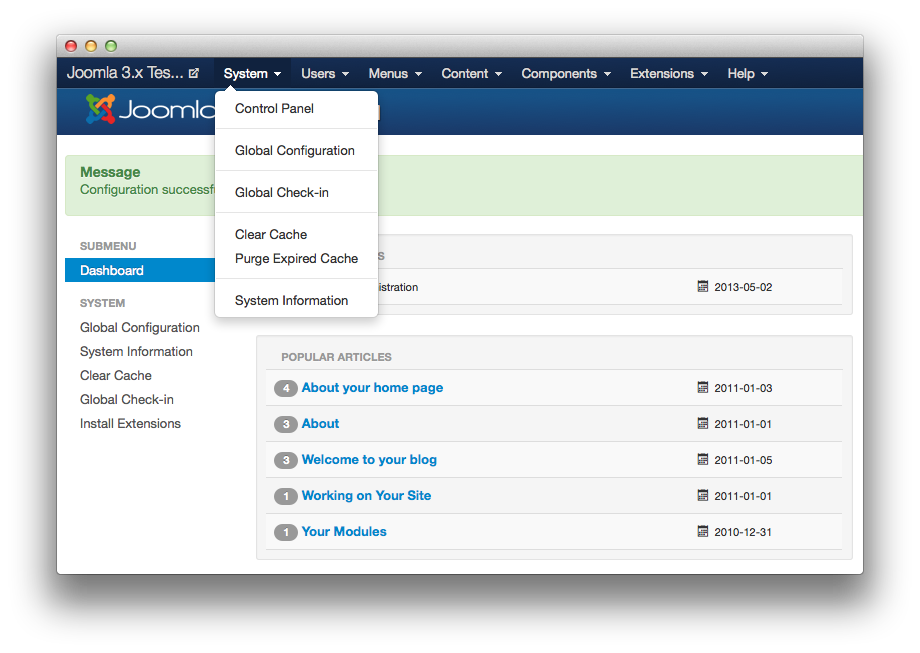 Joomla 3.x Tes... System Users Menus Content Components Extensions Help
Control Panel
Global Configuration
Global Check-in
Clear Cache
Purge Expired Cache
System Information
Message
Configuration
SUBMENU
Dashboard
SYSTEM
Global Configuration
System Information
Clear Cache
Global Check-in
Install Extensions
2013-05-02
POPULAR ARTICLES
4 About your home page 2011-01-03
3 About 2011-01-01
3 Welcome to your blog 2011-01-05
1 Working on Your Site 2011-01-01
1 Your Modules 2010-12-31